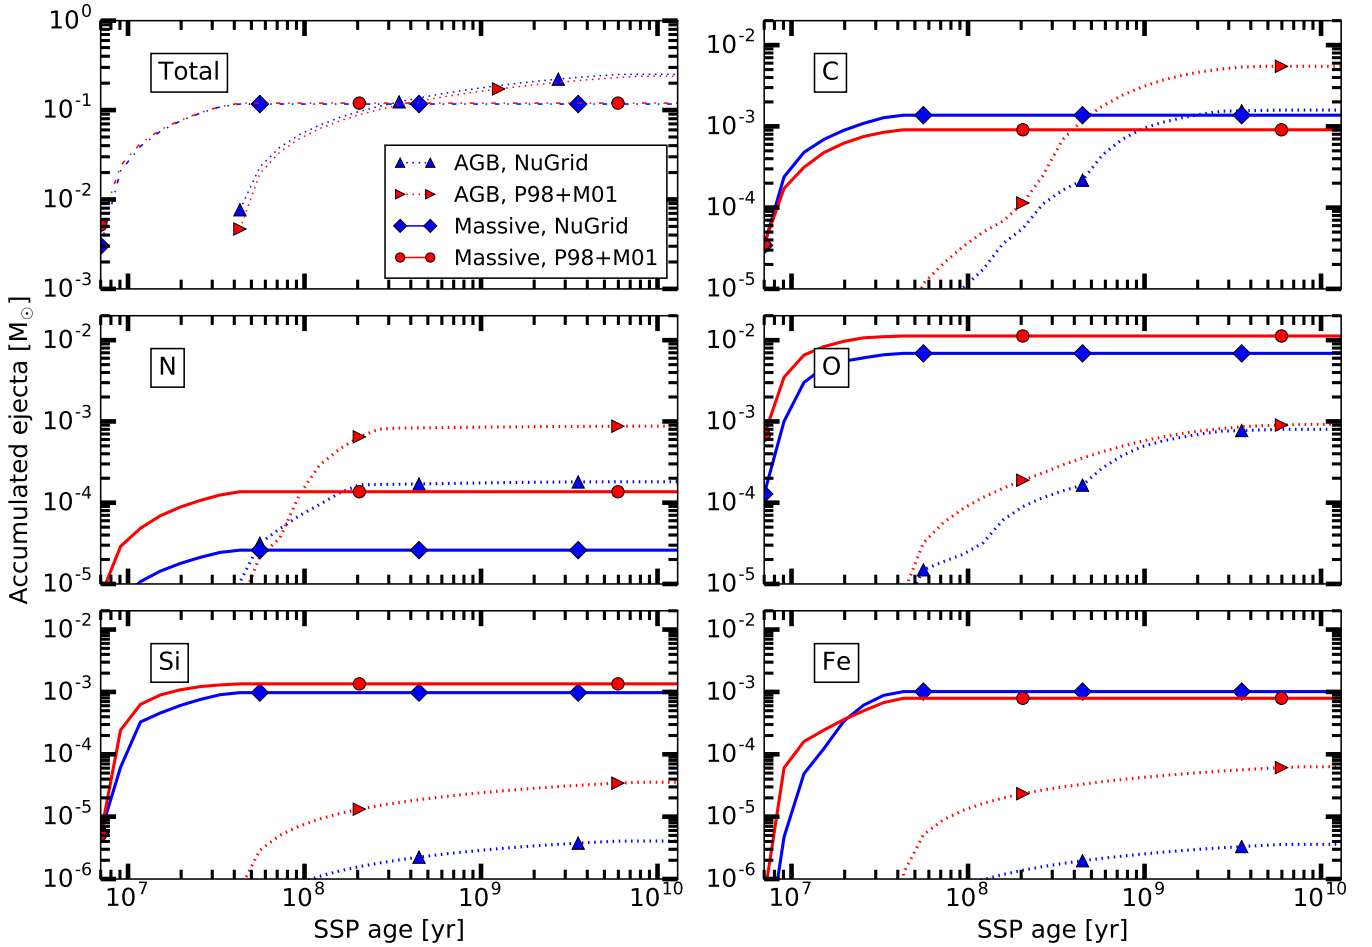 Accumulated ejecta [M☉]
10⁰
10⁻¹
10⁻²
10⁻³
Total
AGB, NuGrid
AGB, P98+M01
Massive, NuGrid
Massive, P98+M01
10⁻²
10⁻³
10⁻⁴
10⁻⁵
C
10⁻²
10⁻³
10⁻⁴
10⁻⁵
N
10⁻²
10⁻³
10⁻⁴
10⁻⁵
O
10⁻²
10⁻³
10⁻⁴
10⁻⁵
10⁻⁶
Si
10⁷ 10⁸ 10⁹ 10¹⁰
SSP age [yr]
10⁻²
10⁻³
10⁻⁴
10⁻⁵
10⁻⁶
Fe
10⁷ 10⁸ 10⁹ 10¹⁰
SSP age [yr]